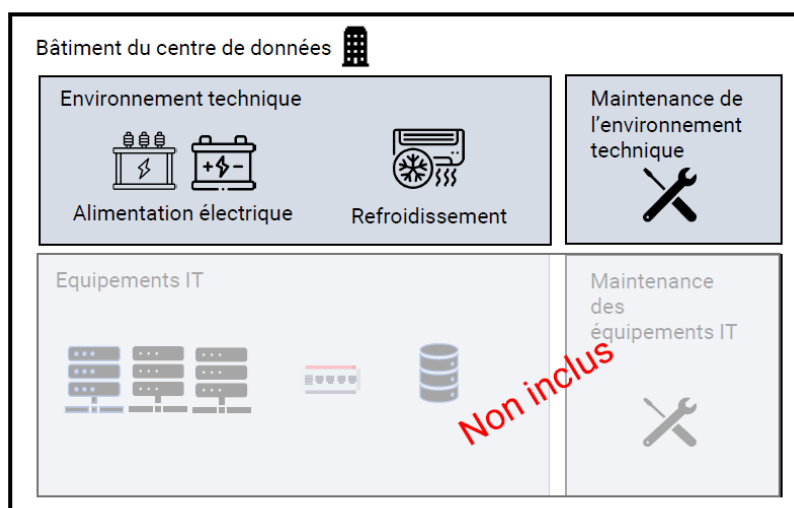 Bâtiment du centre de données
Environnement technique
Alimentation électrique
Refroidissement
Maintenance de
l'environnement
technique
Equipements IT
Maintenance
des
équipements IT
Non inclus